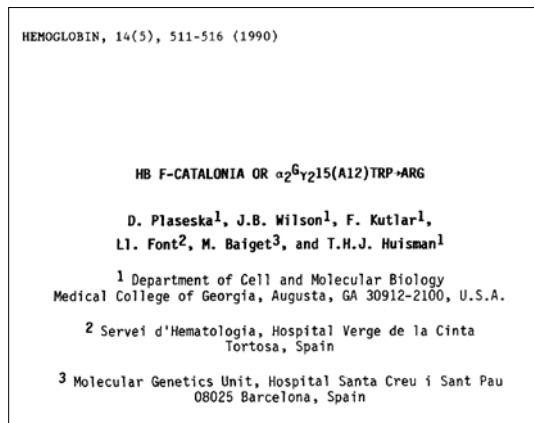 HEMOGLOBIN, 14(5), 511-516 (1990)
HB F-CATALONIA OR α₂ᴳγ₂15(A12)TRP→ARG
D. Plaseska¹, J.B. Wilson¹, F. Kutlar¹,
Ll. Font², M. Baiget³, and T.H.J. Huisman¹
¹ Department of Cell and Molecular Biology
Medical College of Georgia, Augusta, GA 30912-2100, U.S.A.
² Servei d'Hematologia, Hospital Verge de la Cinta
Tortosa, Spain
³ Molecular Genetics Unit, Hospital Santa Creu i Sant Pau
08025 Barcelona, Spain